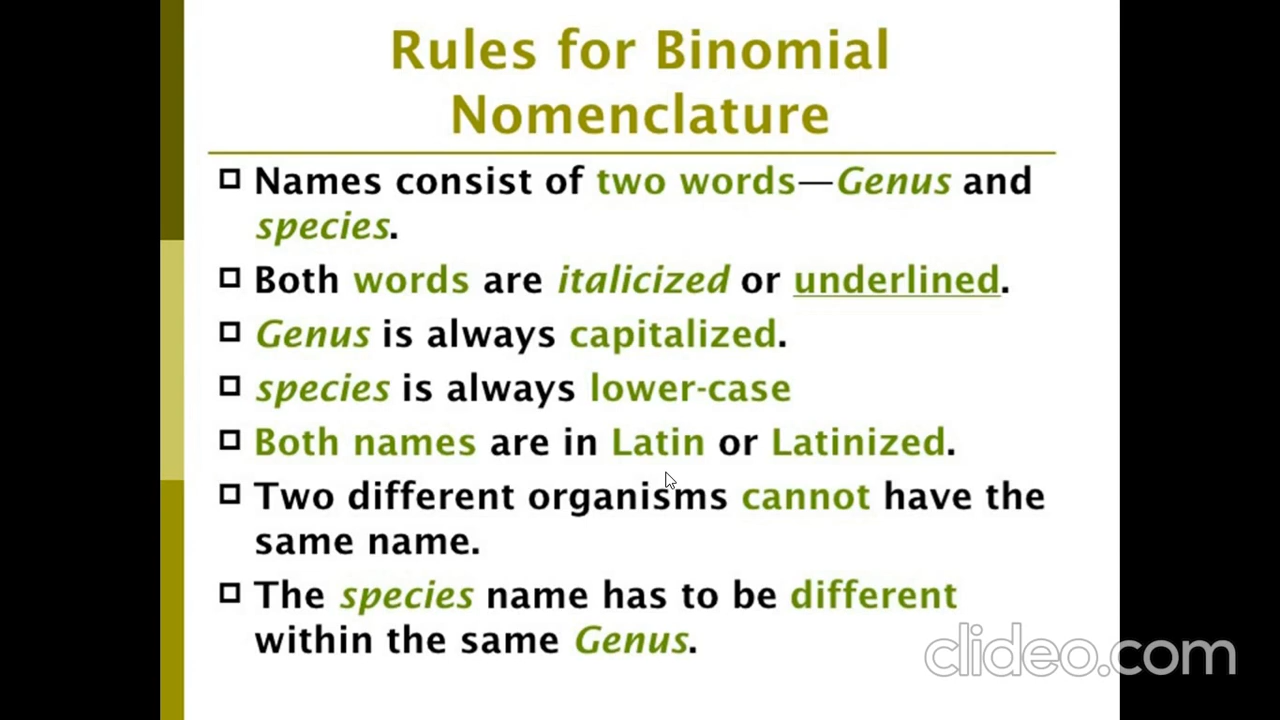 Rules for Binomial
Nomenclature
Names consist of two words—Genus and
species.
Both words are italicized or underlined.
Genus is always capitalized.
species is always lower-case
Both names are in Latin or Latinized.
Two different organisms cannot have the
same name.
The species name has to be different
within the same Genus.
clideo.com